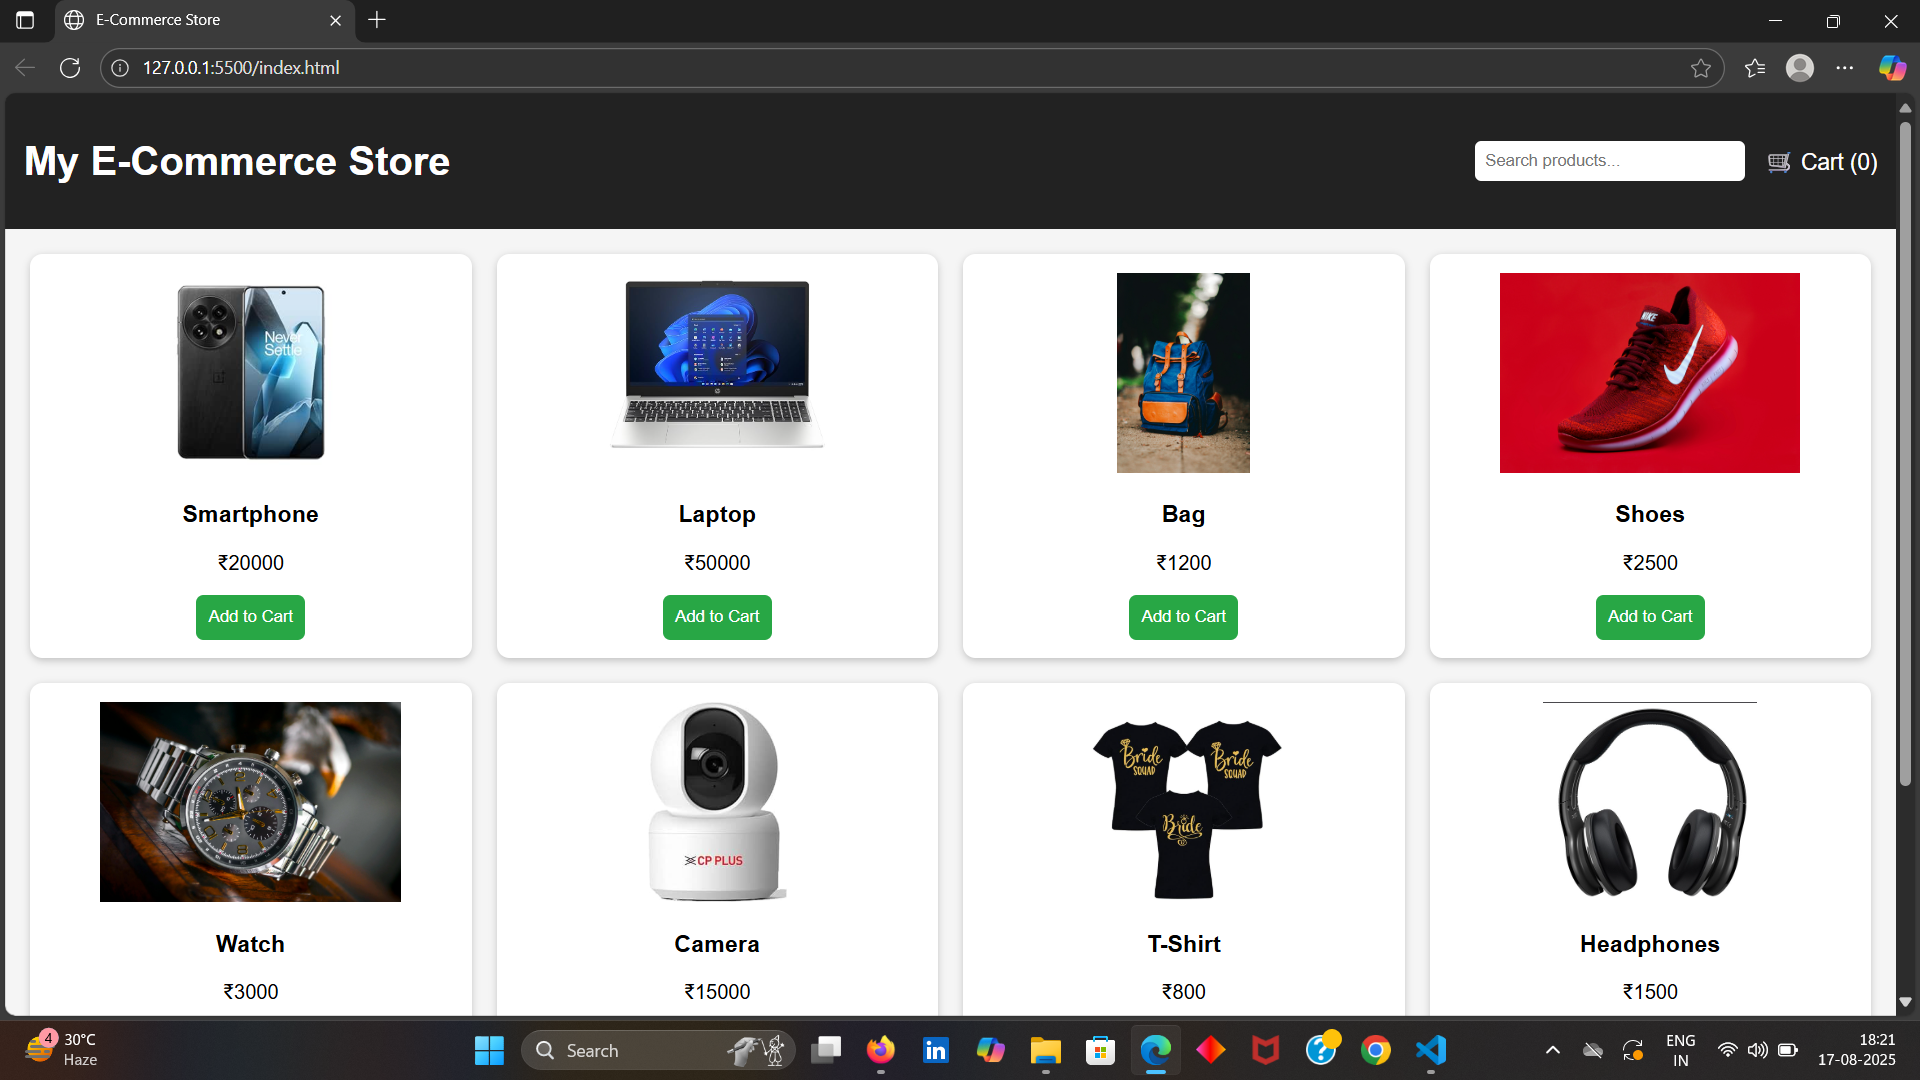 E-Commerce Store
127.0.0.1:5500/index.html
My E-Commerce Store
Search products...
Cart (0)
Never
Settle
NIKE
Smartphone
Laptop
Bag
Shoes
₹20000
₹50000
₹1200
₹2500
Add to Cart
Add to Cart
Add to Cart
Add to Cart
Bride
SQUAD
Bride
SQUAD
Bride
CP PLUS
Watch
Camera
T-Shirt
Headphones
₹3000
₹15000
₹800
₹1500
4
30°C
Haze
Search
ENG
IN
18:21
17-08-2025